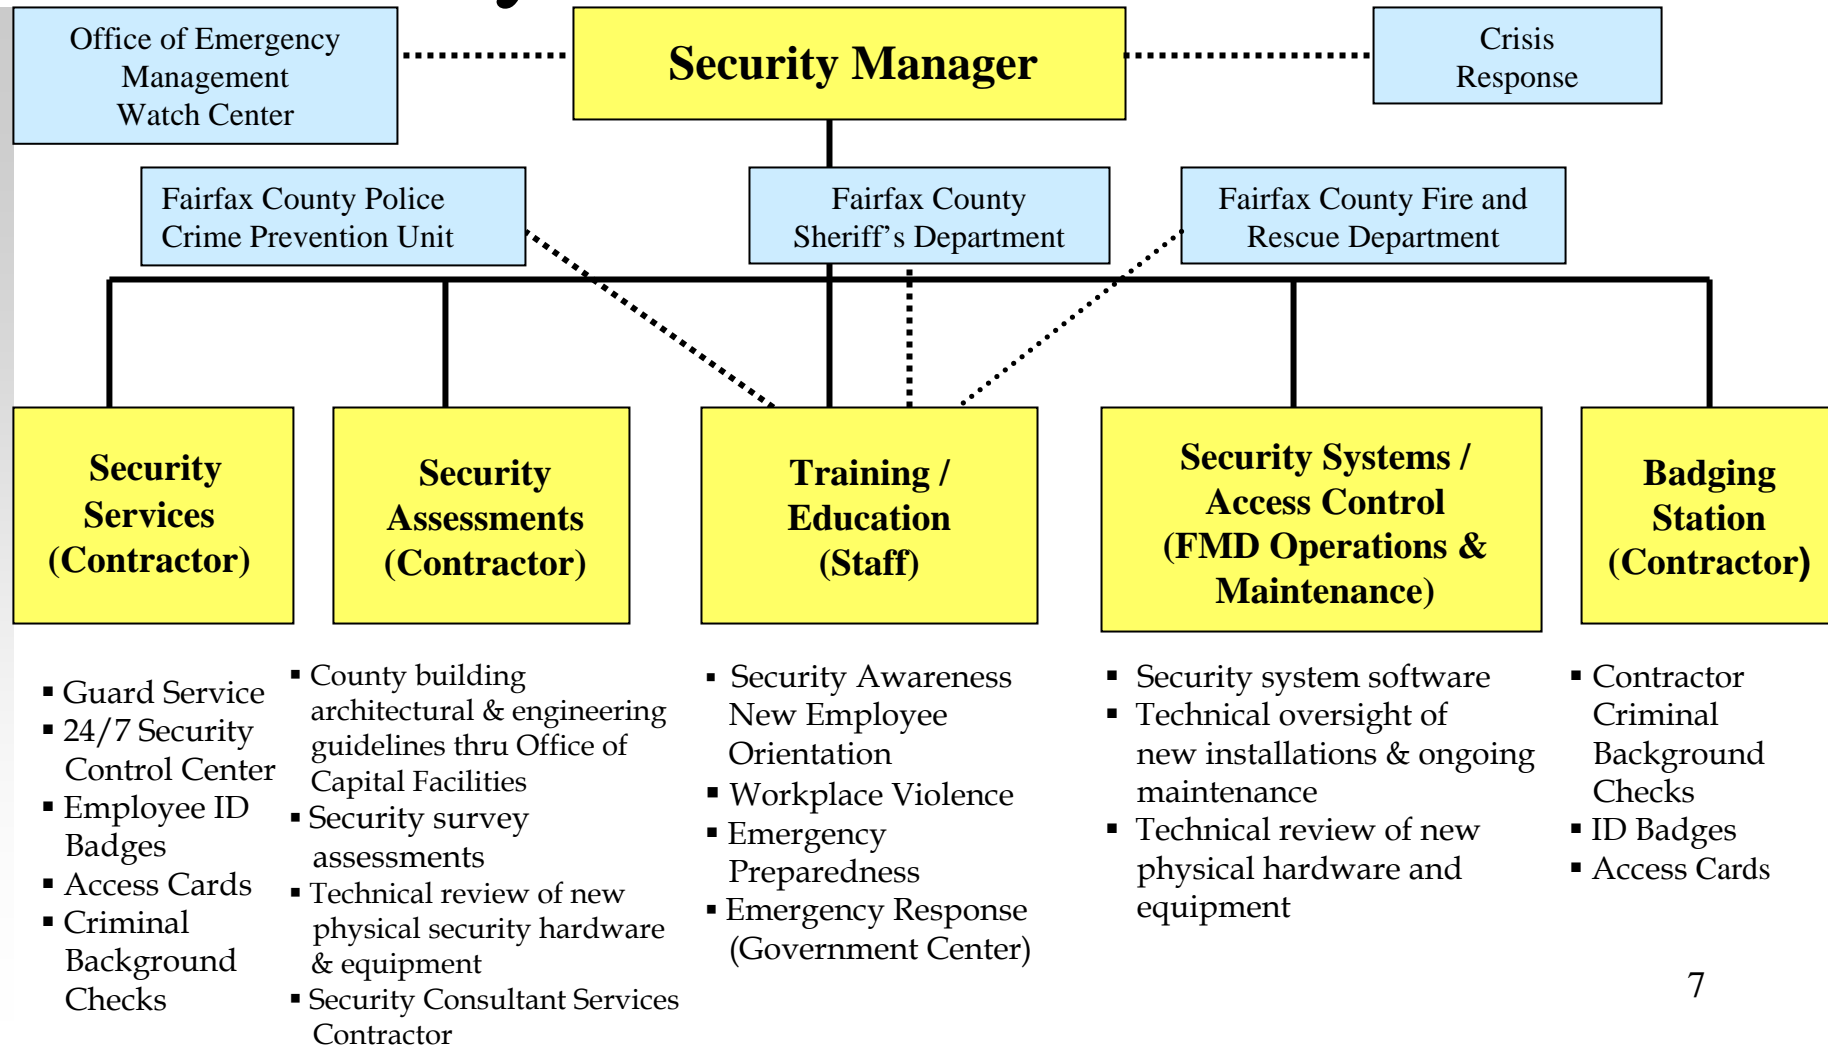 Office of Emergency
Management
Watch Center
Security Manager
Crisis
Response
Fairfax County Police
Crime Prevention Unit
Fairfax County
Sheriff’s Department
Fairfax County Fire and
Rescue Department
Security
Services
(Contractor)
Security
Assessments
(Contractor)
Training /
Education
(Staff)
Security Systems /
Access Control
(FMD Operations &
Maintenance)
Badging
Station
(Contractor)
▪ Guard Service
▪ 24/7 Security
Control Center
▪ Employee ID
Badges
▪ Access Cards
▪ Criminal
Background
Checks
▪ County building
architectural & engineering
guidelines thru Office of
Capital Facilities
▪ Security survey
assessments
▪ Technical review of new
physical security hardware
& equipment
▪ Security Consultant Services
Contractor
▪ Security Awareness
New Employee
Orientation
▪ Workplace Violence
▪ Emergency
Preparedness
▪ Emergency Response
(Government Center)
▪ Security system software
▪ Technical oversight of
new installations & ongoing
maintenance
▪ Technical review of new
physical hardware and
equipment
▪ Contractor
Criminal
Background
Checks
▪ ID Badges
▪ Access Cards
7